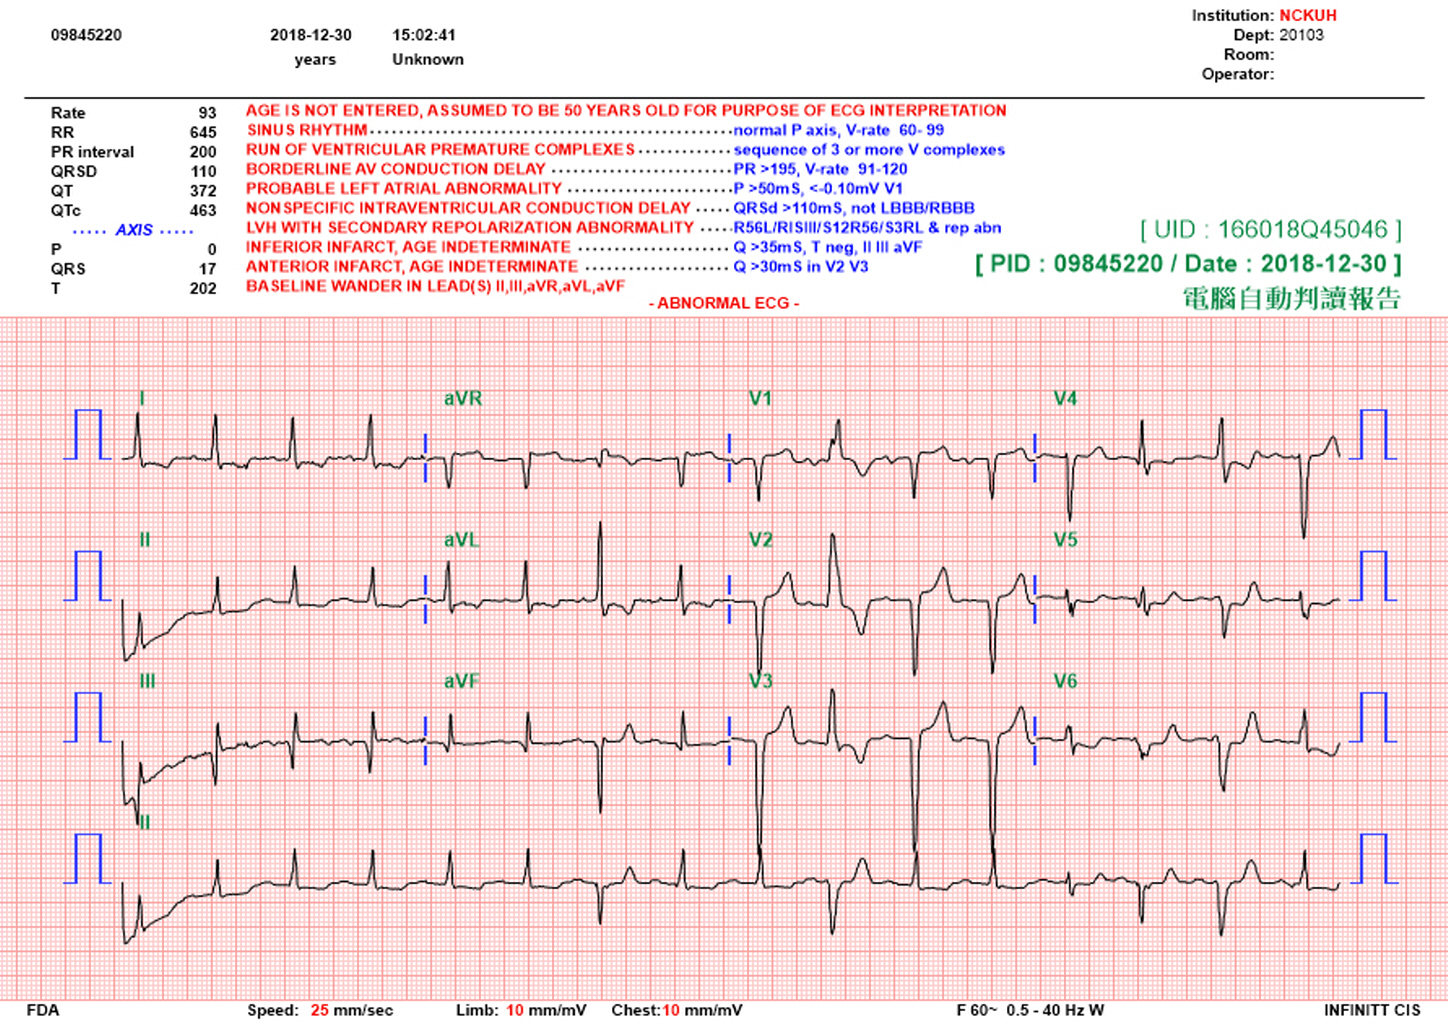 Institution: NCKUH
09845220 2018-12-30 15:02:41 Dept: 20103
years Unknown Room:
Operator:
Rate 93 AGE IS NOT ENTERED, ASSUMED TO BE 50 YEARS OLD FOR PURPOSE OF ECG INTERPRETATION
RR 645 SINUS RHYTHM normal P axis, V-rate 60- 99
PR interval 200 RUN OF VENTRICULAR PREMATURE COMPLEXES sequence of 3 or more V complexes
QRSD 110 BORDERLINE AV CONDUCTION DELAY PR >195, V-rate 91-120
QT 372 PROBABLE LEFT ATRIAL ABNORMALITY P >50mS, <-0.10mV V1
QTc 463 NONSPECIFIC INTRAVENTRICULAR CONDUCTION DELAY QRSd >110mS, not LBBB/RBBB
····· AXIS ····· LVH WITH SECONDARY REPOLARIZATION ABNORMALITY R56L/RISIII/S12R56/S3RL & rep abn
[ UID : 166018Q45046 ]
P 0 INFERIOR INFARCT, AGE INDETERMINATE Q >35mS, T neg, II III aVF
QRS 17 ANTERIOR INFARCT, AGE INDETERMINATE Q >30mS in V2 V3
[ PID : 09845220 / Date : 2018-12-30 ]
T 202 BASELINE WANDER IN LEAD(S) II,III,aVR,aVL,aVF
- ABNORMAL ECG -
電腦自動判讀報告
I aVR V1 V4
II aVL V2 V5
III aVF V3 V6
II
FDA Speed: 25 mm/sec Limb: 10 mm/mV Chest:10 mm/mV F 60~ 0.5 - 40 Hz W INFINITT CIS